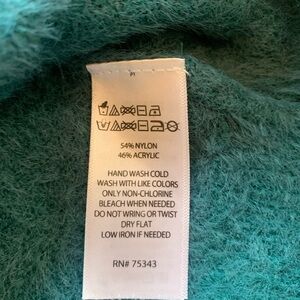 54% NYLON
46% ACRYLIC
HAND WASH COLD
WASH WITH LIKE COLORS
ONLY NON-CHLORINE
BLEACH WHEN NEEDED
DO NOT WRING OR TWIST
DRY FLAT
LOW IRON IF NEEDED
RN# 75343